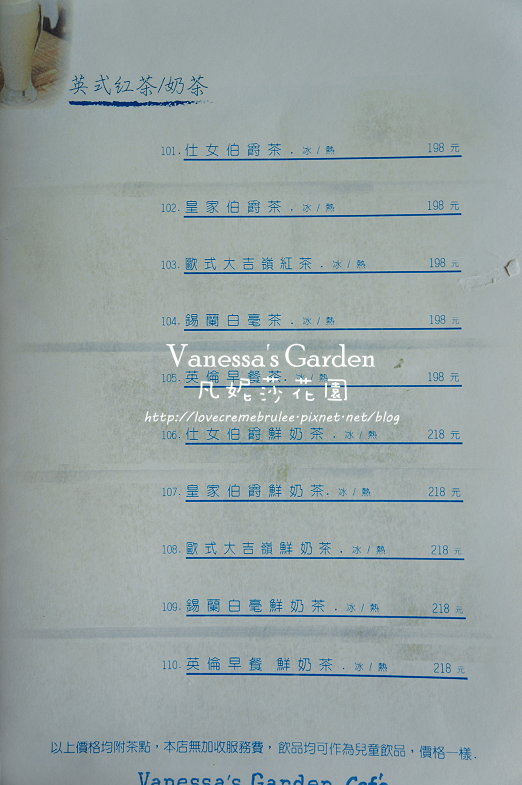 英式红茶/奶茶
101. 仕女伯爵茶 . 冰 / 熱 198 元
102. 皇家伯爵茶 . 冰 / 熱 198 元
103. 歐式大吉嶺紅茶 . 冰 / 熱 198 元
104. 錫蘭白毫茶 . 冰 / 熱 198 元
Vanessa's Garden
105. 英倫早餐茶 . 冰 / 熱 198 元
凡妮莎花園
http://lovecremebrulee.pixnet.net/blog
106. 仕女伯爵鮮奶茶 . 冰 / 熱 218 元
107. 皇家伯爵鮮奶茶. 冰 / 熱 218 元
108. 歐式大吉嶺鮮奶茶 . 冰 / 熱 218 元
109. 錫蘭白毫鮮奶茶 . 冰 / 熱 218 元
110. 英倫早餐 鮮奶茶 . 冰 / 熱 218 元
以上價格均附茶點，本店無加收服務費，飲品均可作為兒童飲品，價格一樣.
Vanessa's Garden Caf'e